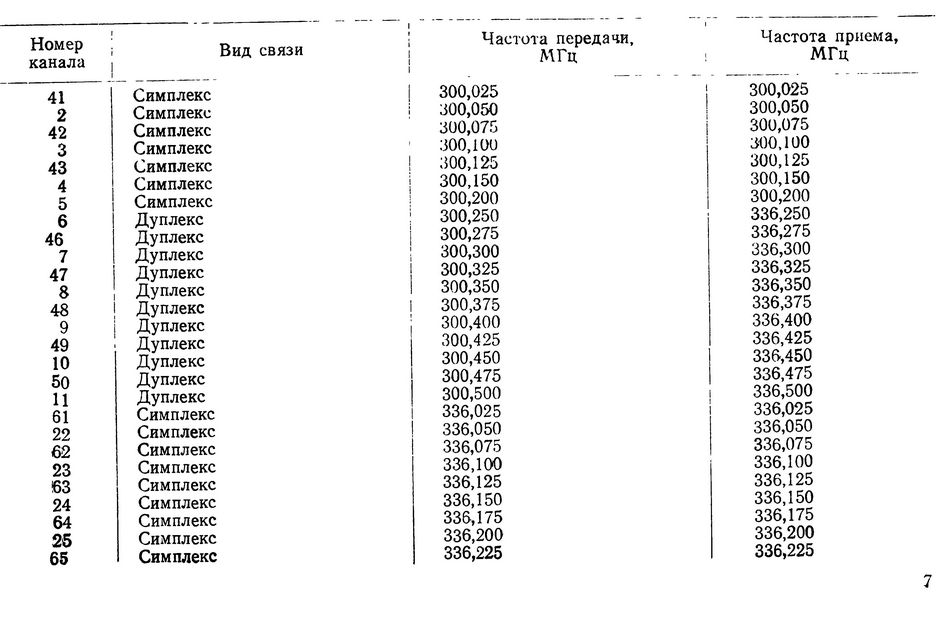 Номер канала Вид связи Частота передачи, МГц Частота приема, МГц
41 Симплекс 300,025 300,025
2 Симплекс 300,050 300,050
42 Симплекс 300,075 300,075
3 Симплекс 300,100 300,100
43 Симплекс 300,125 300,125
4 Симплекс 300,150 300,150
5 Симплекс 300,200 300,200
6 Дуплекс 300,250 336,250
46 Дуплекс 300,275 336,275
7 Дуплекс 300,300 336,300
47 Дуплекс 300,325 336,325
8 Дуплекс 300,350 336,350
48 Дуплекс 300,375 336,375
9 Дуплекс 300,400 336,400
49 Дуплекс 300,425 336,425
10 Дуплекс 300,450 336,450
50 Дуплекс 300,475 336,475
11 Дуплекс 300,500 336,500
61 Симплекс 336,025 336,025
22 Симплекс 336,050 336,050
62 Симплекс 336,075 336,075
23 Симплекс 336,100 336,100
63 Симплекс 336,125 336,125
24 Симплекс 336,150 336,150
64 Симплекс 336,175 336,175
25 Симплекс 336,200 336,200
65 Симплекс 336,225 336,225
7